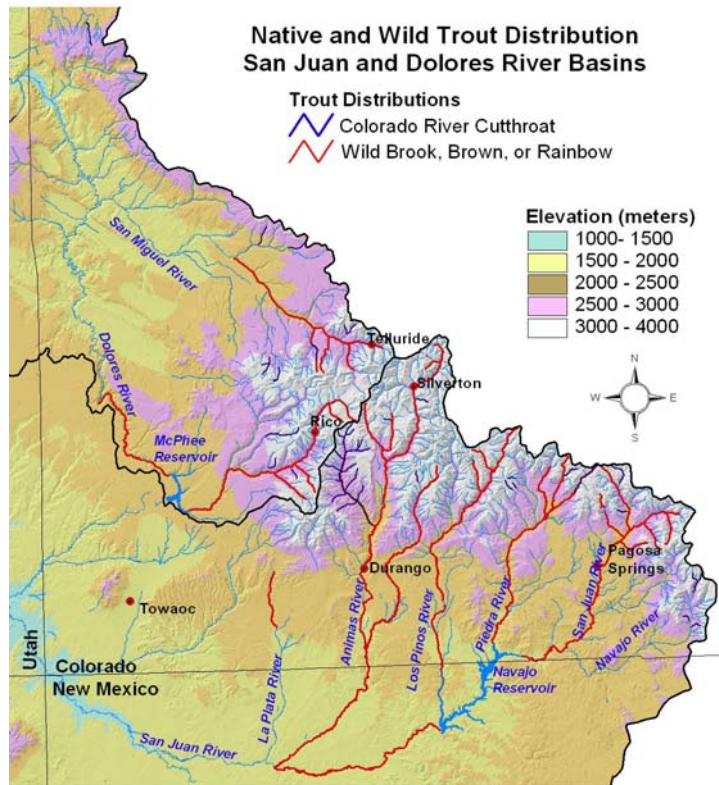 Native and Wild Trout Distribution
San Juan and Dolores River Basins
Trout Distributions
Colorado River Cutthroat
Wild Brook, Brown, or Rainbow
Elevation (meters)
1000- 1500
1500 - 2000
2000 - 2500
2500 - 3000
3000 - 4000
N
W
E
S
San Miguel River
Telluride
Dolores River
Silverton
Rico
McPhee
Reservoir
Durango
Pagosa
Springs
Towaoc
Animas River
Los Pinos River
Piedra River
San Juan River
Navajo River
Utah
Colorado
New Mexico
La Plata River
Navajo
Reservoir
San Juan River